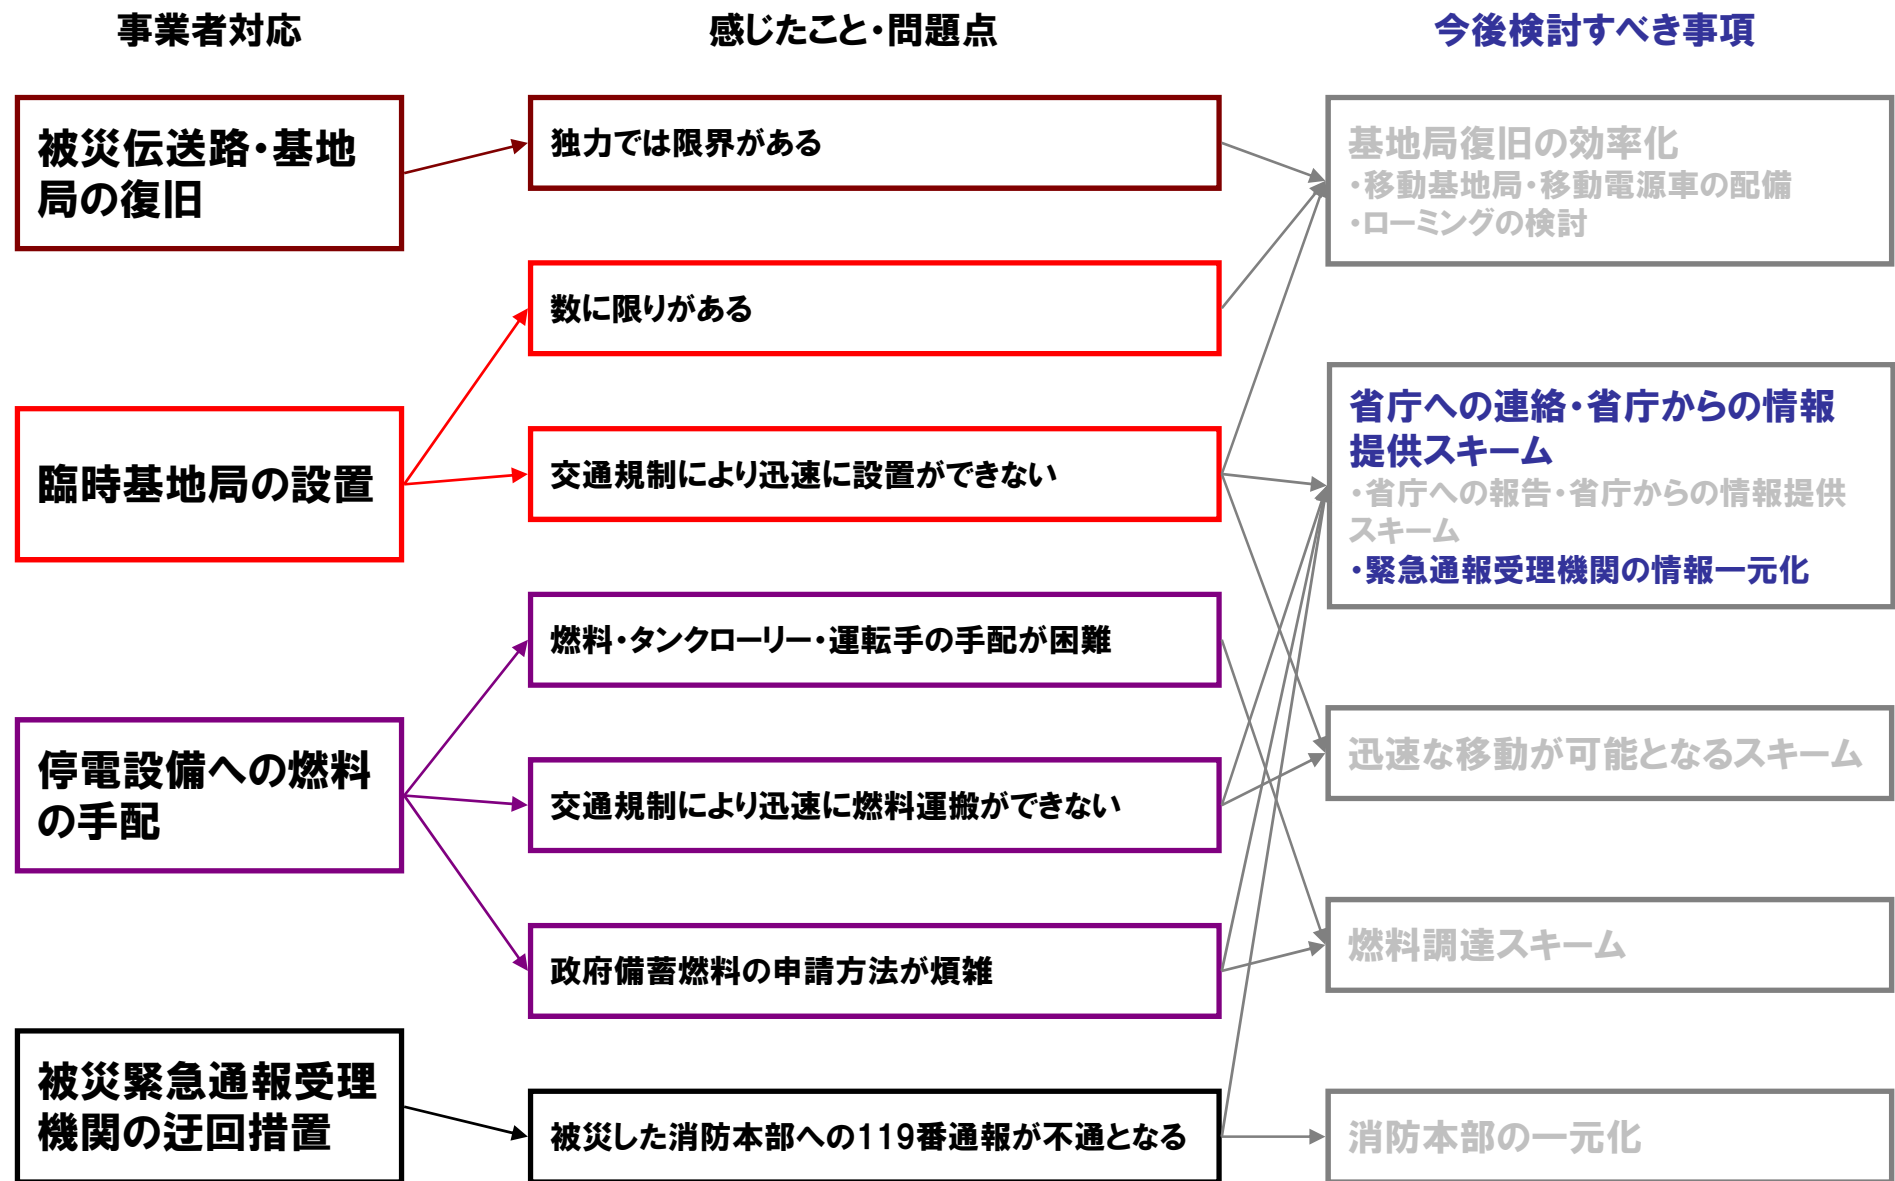 事業者対応
感じたこと・問題点
今後検討すべき事項
被災伝送路・基地
局の復旧
独力では限界がある
基地局復旧の効率化
・移動基地局・移動電源車の配備
・ローミングの検討
数に限りがある
臨時基地局の設置
交通規制により迅速に設置ができない
省庁への連絡・省庁からの情報
提供スキーム
・省庁への報告・省庁からの情報提供
スキーム
・緊急通報受理機関の情報一元化
燃料・タンクローリー・運転手の手配が困難
停電設備への燃料
の手配
交通規制により迅速に燃料運搬ができない
迅速な移動が可能となるスキーム
政府備蓄燃料の申請方法が煩雑
燃料調達スキーム
被災緊急通報受理
機関の迂回措置
被災した消防本部への119番通報が不通となる
消防本部の一元化